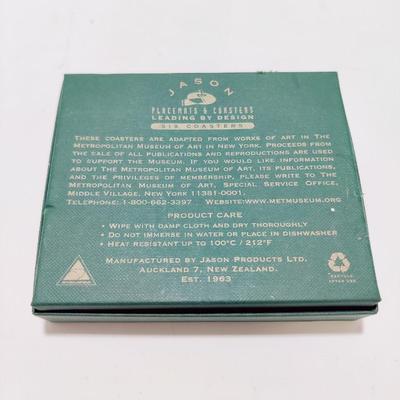 JASON
PLACEMATS & COASTERS
LEADING BY DESIGN
SIX COASTERS
THESE COASTERS ARE ADAPTED FROM WORKS OF ART IN THE
METROPOLITAN MUSEUM OF ART IN NEW YORK. PROCEEDS FROM
THE SALE OF ALL PUBLICATIONS AND REPRODUCTIONS ARE USED
TO SUPPORT THE MUSEUM. IF YOU WOULD LIKE INFORMATION
ABOUT THE METROPOLITAN MUSEUM OF ART, ITS PUBLICATIONS,
AND THE PRIVILEGES OF MEMBERSHIP, PLEASE WRITE TO THE
METROPOLITAN MUSEUM OF ART, SPECIAL SERVICE OFFICE,
MIDDLE VILLAGE, NEW YORK 11381-0001.
TELEPHONE: 1-800-662-3397 WEBSITE: WWW.METMUSEUM.ORG
PRODUCT CARE
• WIPE WITH DAMP CLOTH AND DRY THOROUGHLY
• DO NOT IMMERSE IN WATER OR PLACE IN DISHWASHER
• HEAT RESISTANT UP TO 100°C / 212°F
MANUFACTURED BY JASON PRODUCTS LTD.
AUCKLAND 7, NEW ZEALAND.
EST. 1963
RECYCLE
AFTER USE